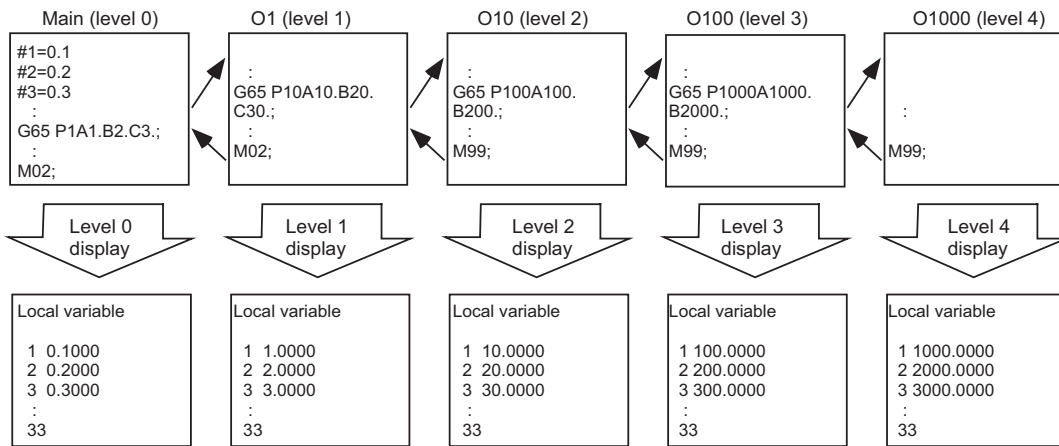 Main (level 0)
#1=0.1
#2=0.2
#3=0.3
:
G65 P1A1.B2.C3.;
:
M02;
O1 (level 1)
:
G65 P10A10.B20.
C30.;
:
M02;
O10 (level 2)
:
G65 P100A100.
B200.;
:
M99;
O100 (level 3)
:
G65 P1000A1000.
B2000.;
:
M99;
O1000 (level 4)
:
M99;
Level 0
display
Level 1
display
Level 2
display
Level 3
display
Level 4
display
Local variable
1 0.1000
2 0.2000
3 0.3000
:
33
Local variable
1 1.0000
2 2.0000
3 3.0000
:
33
Local variable
1 10.0000
2 20.0000
3 30.0000
:
33
Local variable
1 100.0000
2 200.0000
3 300.0000
:
33
Local variable
1 1000.0000
2 2000.0000
3 3000.0000
:
33